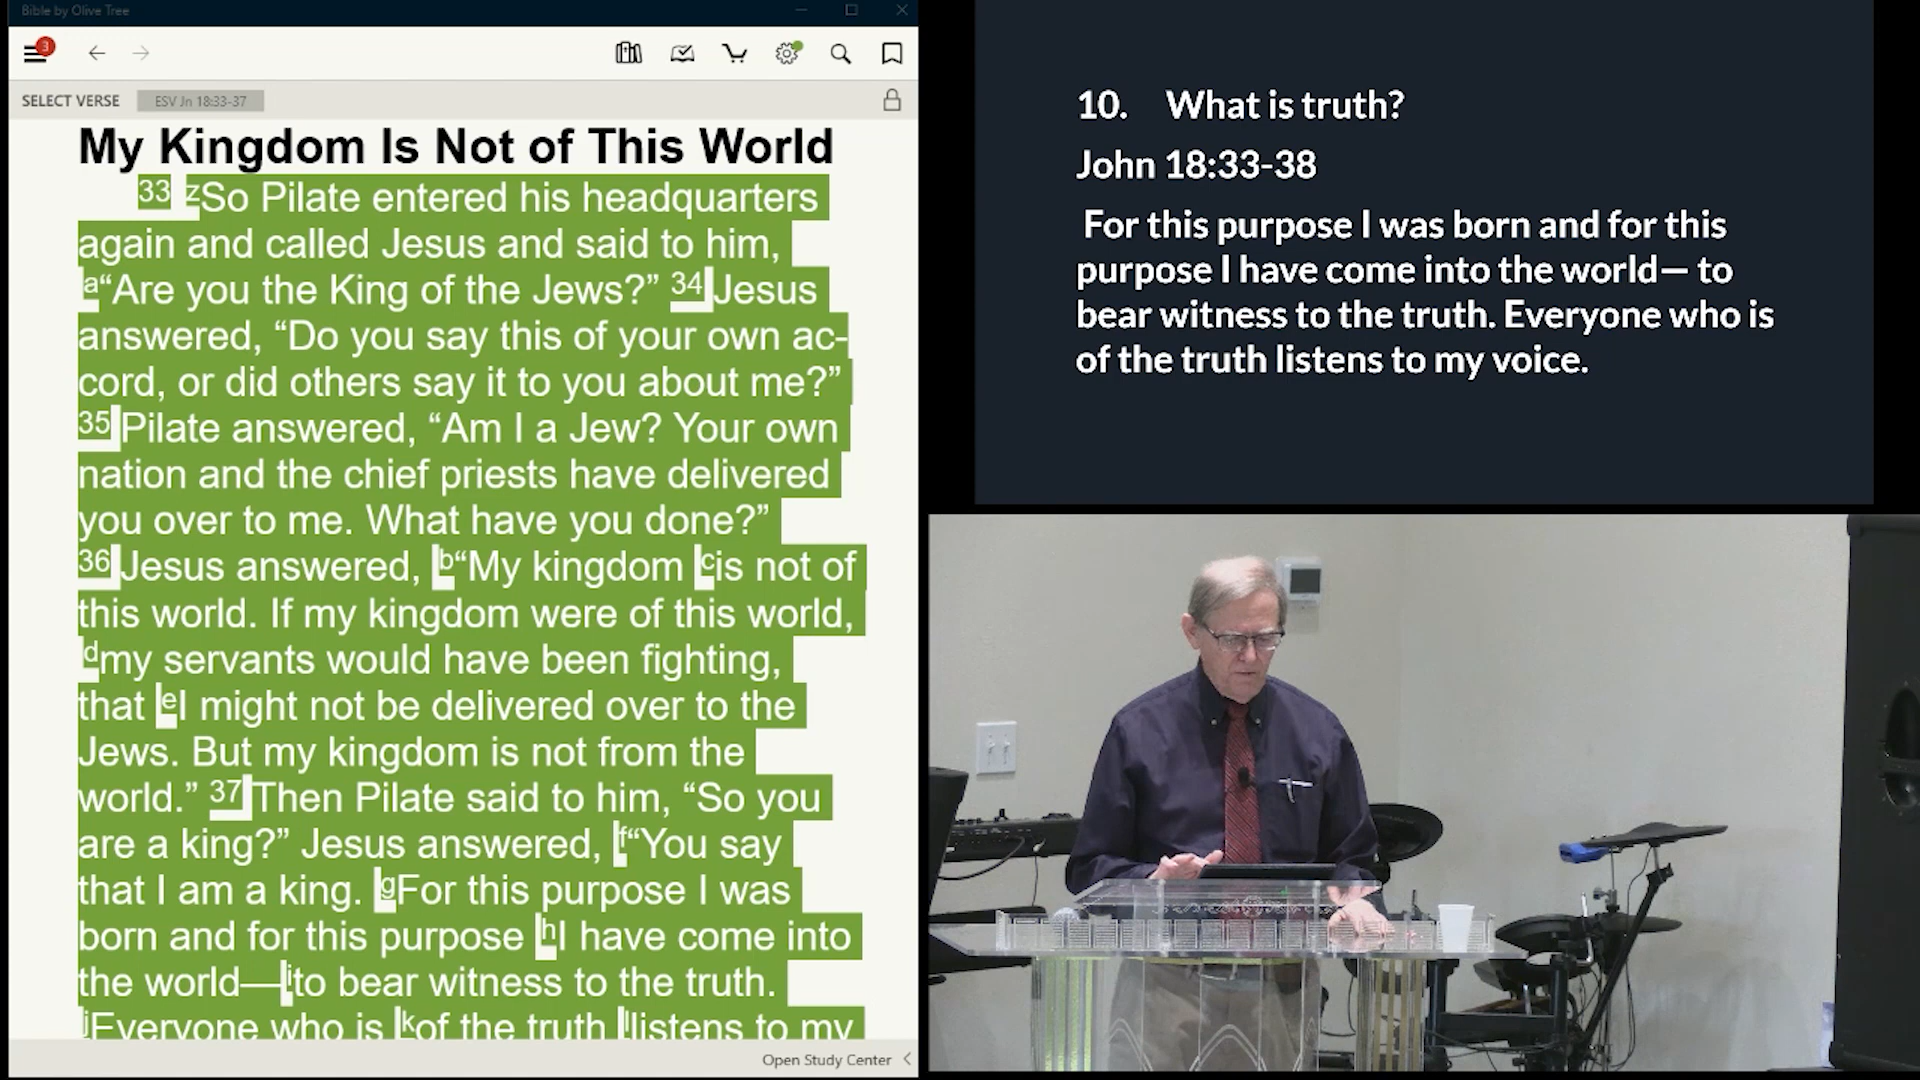 Bible by Olive Tree
3
SELECT VERSE
ESV Jn 18:33-37
My Kingdom Is Not of This World
33 zSo Pilate entered his headquarters
again and called Jesus and said to him,
a“Are you the King of the Jews?” 34 Jesus
answered, “Do you say this of your own ac-
cord, or did others say it to you about me?”
35 Pilate answered, “Am I a Jew? Your own
nation and the chief priests have delivered
you over to me. What have you done?”
36 Jesus answered, b“My kingdom cis not of
this world. If my kingdom were of this world,
dmy servants would have been fighting,
that eI might not be delivered over to the
Jews. But my kingdom is not from the
world.” 37 Then Pilate said to him, “So you
are a king?” Jesus answered, f“You say
that I am a king. gFor this purpose I was
born and for this purpose hI have come into
the world—ito bear witness to the truth.
jEveryone who is kof the truth llistens to my
Open Study Center
10. What is truth?
John 18:33-38
For this purpose I was born and for this
purpose I have come into the world— to
bear witness to the truth. Everyone who is
of the truth listens to my voice.